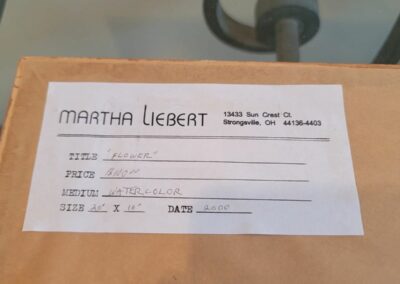 MARTHA LIEBERT
13433 Sun Crest Ct.
Strongsville, OH 44136-4403
TITLE "FLOWER"
PRICE
MEDIUM WATERCOLOR
SIZE 20" X 16" DATE 2000